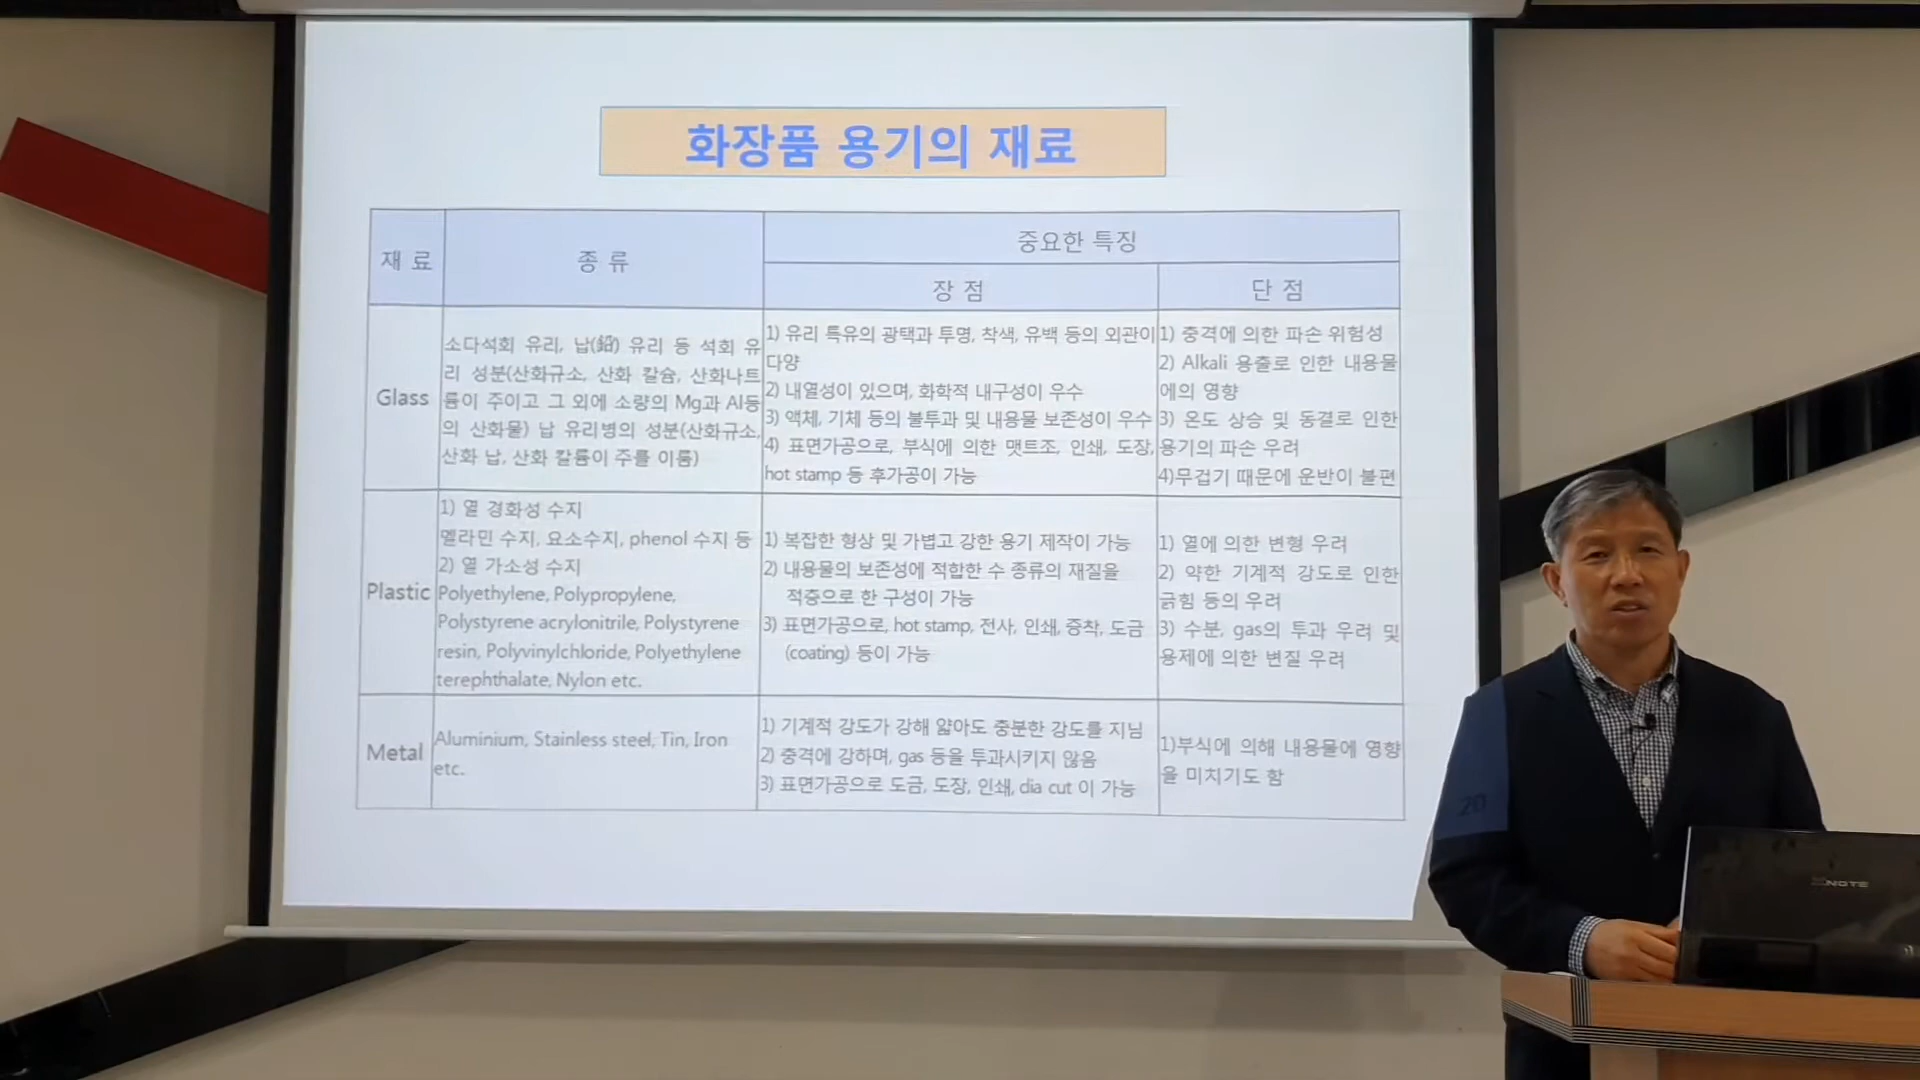 화장품 용기의 재료
재 료
종 류
중요한 특징
장 점
단 점
Glass
소다석회 유리, 납(鉛) 유리 등 석회 유
리 성분(산화규소, 산화 칼슘, 산화나트
륨이 주이고 그 외에 소량의 Mg과 Al등
의 산화물) 납 유리병의 성분(산화규소,
산화 납, 산화 칼륨이 주를 이룸)
1) 유리 특유의 광택과 투명, 착색, 유백 등의 외관이
다양
2) 내열성이 있으며, 화학적 내구성이 우수
3) 액체, 기체 등의 불투과 및 내용물 보존성이 우수
4) 표면가공으로, 부식에 의한 맷트조, 인쇄, 도장,
hot stamp 등 후가공이 가능
1) 충격에 의한 파손 위험성
2) Alkali 용출로 인한 내용물
에의 영향
3) 온도 상승 및 동결로 인한
용기의 파손 우려
4)무겁기 때문에 운반이 불편
Plastic
1) 열 경화성 수지
멜라민 수지, 요소수지, phenol 수지 등
2) 열 가소성 수지
Polyethylene, Polypropylene,
Polystyrene acrylonitrile, Polystyrene
resin, Polyvinylchloride, Polyethylene
terephthalate, Nylon etc.
1) 복잡한 형상 및 가볍고 강한 용기 제작이 가능
2) 내용물의 보존성에 적합한 수 종류의 재질을
적층으로 한 구성이 가능
3) 표면가공으로, hot stamp, 전사, 인쇄, 증착, 도금
(coating) 등이 가능
1) 열에 의한 변형 우려
2) 약한 기계적 강도로 인한
긁힘 등의 우려
3) 수분, gas의 투과 우려 및
용제에 의한 변질 우려
Metal
Aluminium, Stainless steel, Tin, Iron
etc.
1) 기계적 강도가 강해 얇아도 충분한 강도를 지님
2) 충격에 강하며, gas 등을 투과시키지 않음
3) 표면가공으로 도금, 도장, 인쇄, dia cut 이 가능
1)부식에 의해 내용물에 영향
을 미치기도 함
20
XNOTE